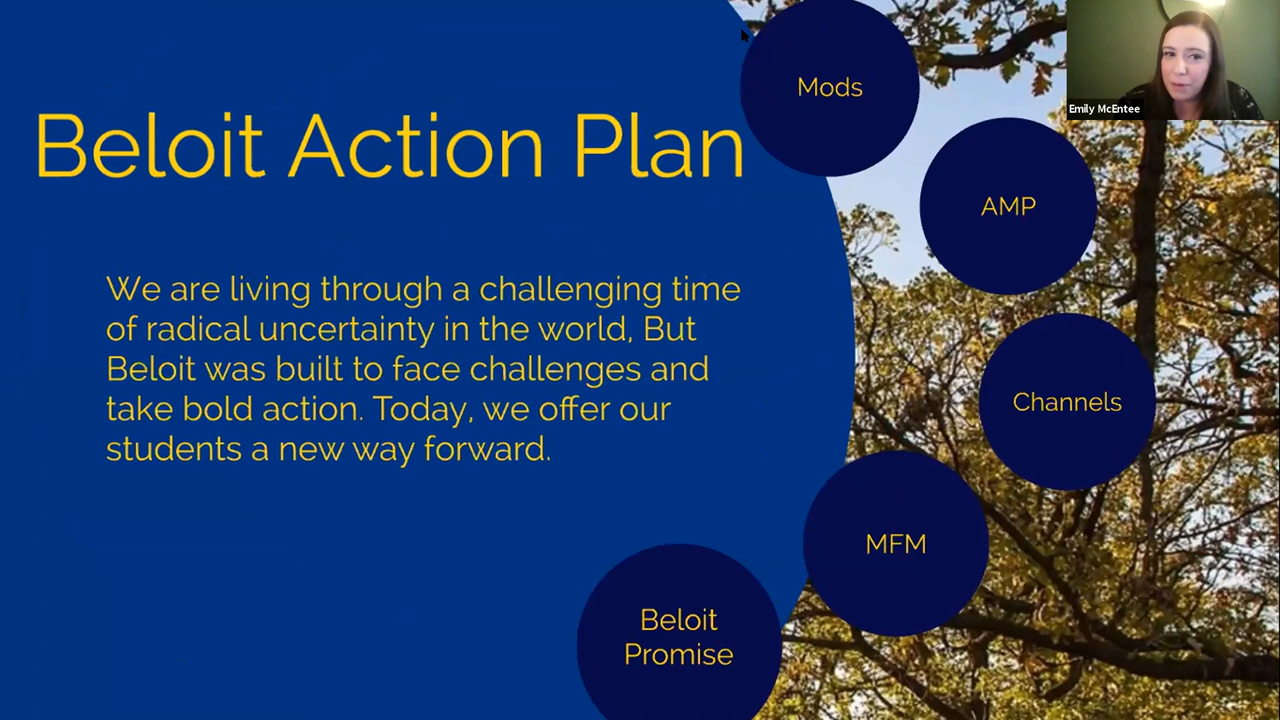 Beloit Action Plan
We are living through a challenging time
of radical uncertainty in the world, But
Beloit was built to face challenges and
take bold action. Today, we offer our
students a new way forward.
Mods
AMP
Channels
MFM
Beloit
Promise
Emily McEntee